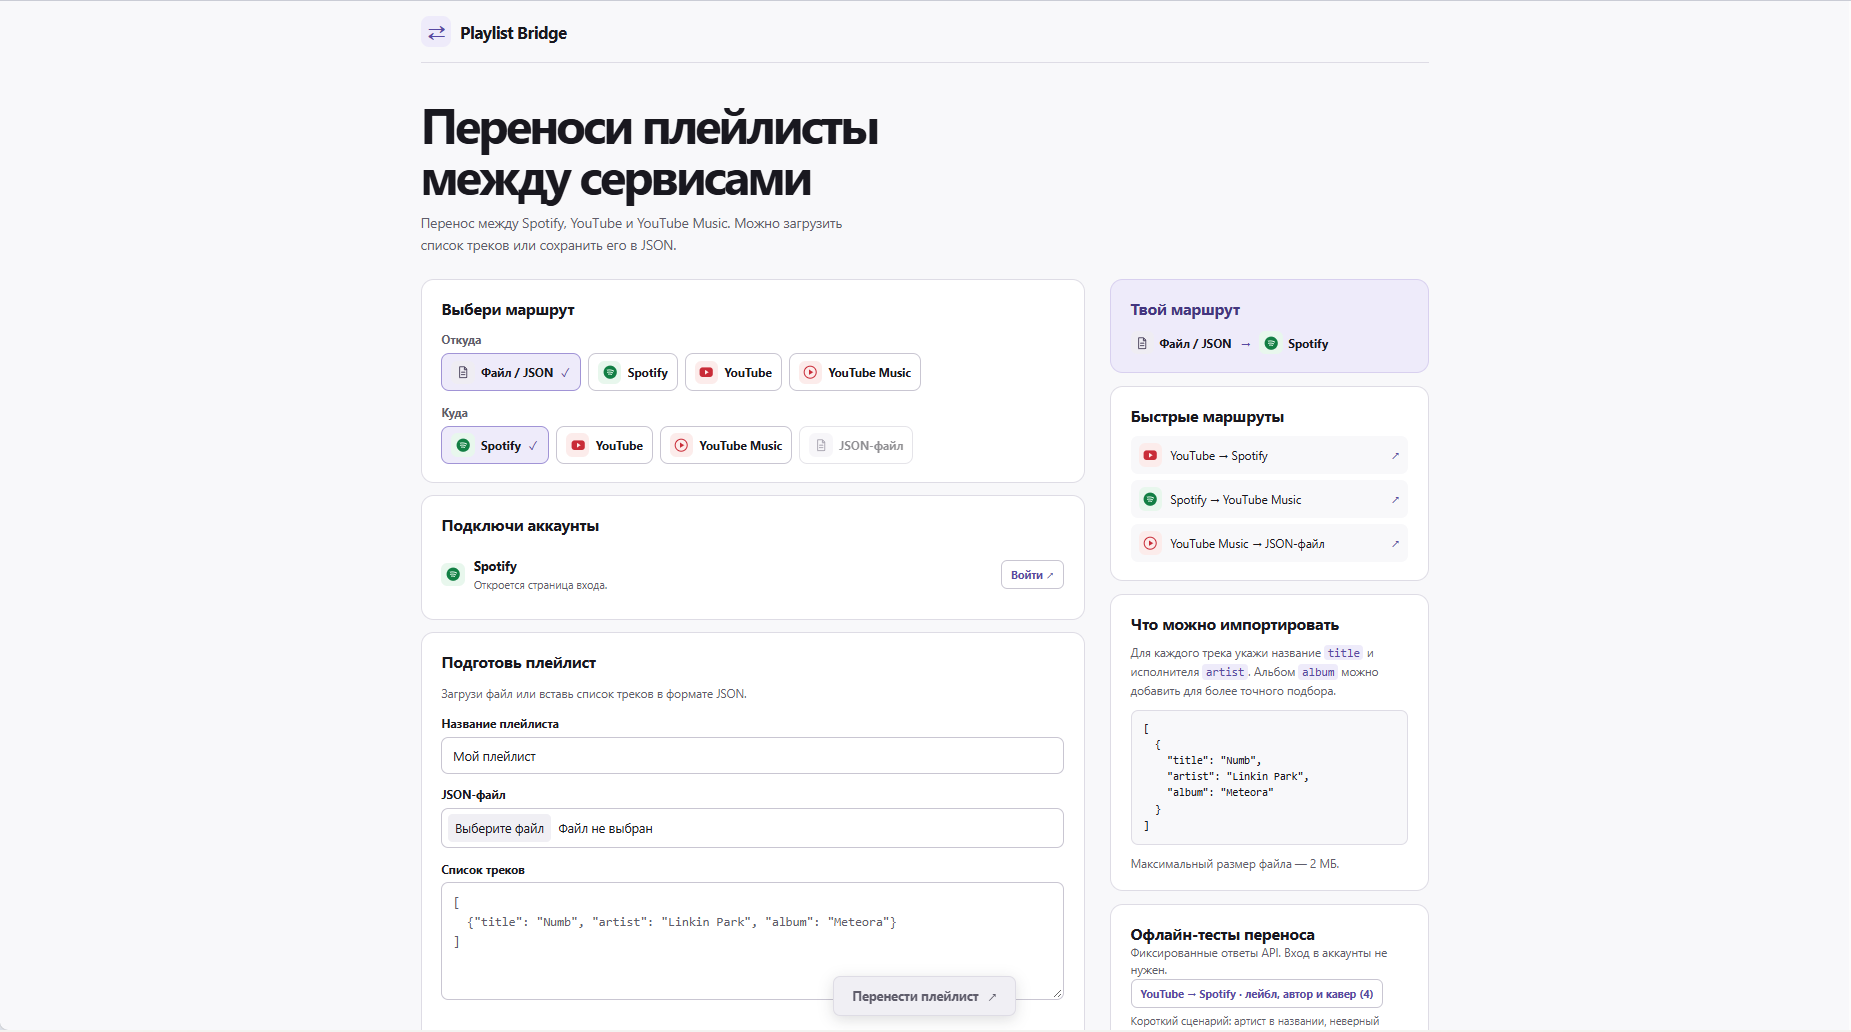 Playlist Bridge
Переноси плейлисты
между сервисами
Перенос между Spotify, YouTube и YouTube Music. Можно загрузить
список треков или сохранить его в JSON.
Выбери маршрут
Откуда
Файл / JSON ✓ Spotify YouTube YouTube Music
Куда
Spotify ✓ YouTube YouTube Music JSON-файл
Подключи аккаунты
Spotify
Откроется страница входа.
Войти ↗
Подготовь плейлист
Загрузи файл или вставь список треков в формате JSON.
Название плейлиста
Мой плейлист
JSON-файл
Выберите файл Файл не выбран
Список треков
[
{"title": "Numb", "artist": "Linkin Park", "album": "Meteora"}
]
Перенести плейлист ↗
Твой маршрут
Файл / JSON → Spotify
Быстрые маршруты
YouTube → Spotify ↗
Spotify → YouTube Music ↗
YouTube Music → JSON-файл ↗
Что можно импортировать
Для каждого трека укажи название title и
исполнителя artist. Альбом album можно
добавить для более точного подбора.
[
{
"title": "Numb",
"artist": "Linkin Park",
"album": "Meteora"
}
]
Максимальный размер файла — 2 МБ.
Офлайн-тесты переноса
Фиксированные ответы API. Вход в аккаунты не
нужен.
YouTube → Spotify · лейбл, автор и кавер (4)
Короткий сценарий: артист в названии, неверный